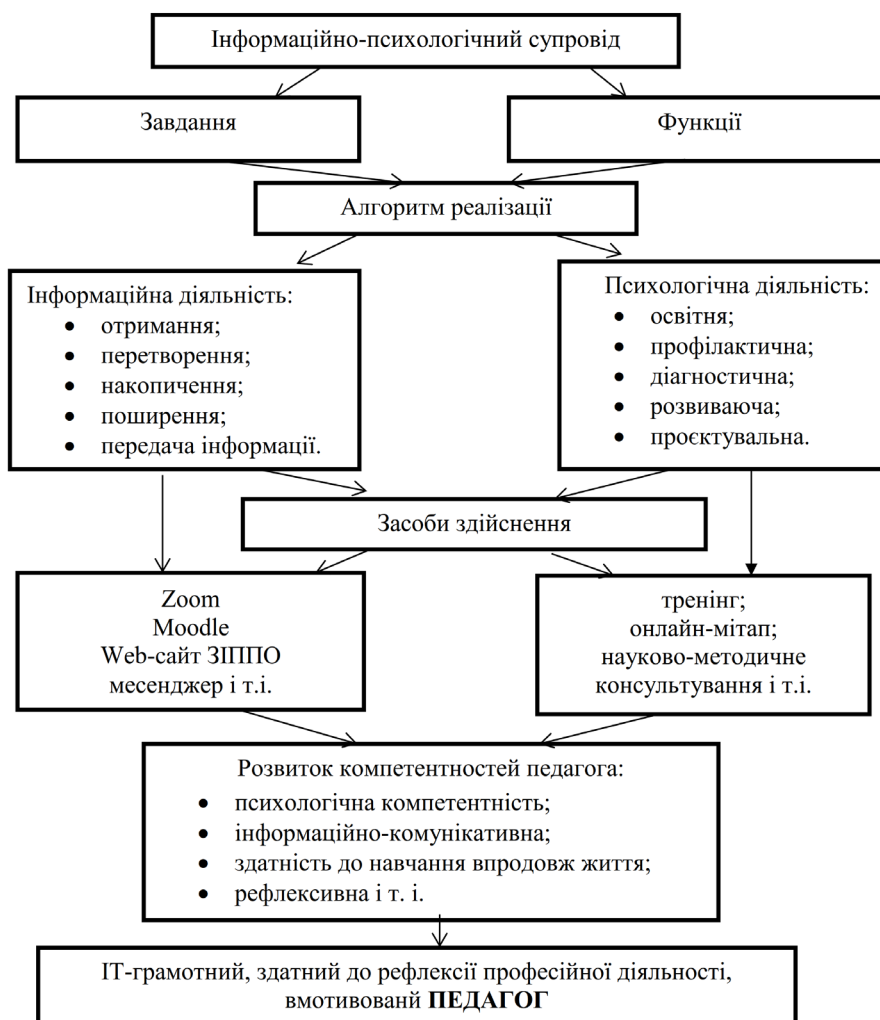 Інформаційно-психологічний супровід
Завдання
Функції
Алгоритм реалізації
Інформаційна діяльність:
• отримання;
• перетворення;
• накопичення;
• поширення;
• передача інформації.
Психологічна діяльність:
• освітня;
• профілактична;
• діагностична;
• розвиваюча;
• проєктувальна.
Засоби здійснення
Zoom
Moodle
Web-сайт ЗІППО
месенджер і т.і.
тренінг;
онлайн-мітап;
науково-методичне
консультування і т.і.
Розвиток компетентностей педагога:
• психологічна компетентність;
• інформаційно-комунікативна;
• здатність до навчання впродовж життя;
• рефлексивна і т. і.
ІТ-грамотний, здатний до рефлексії професійної діяльності,
вмотивованй ПЕДАГОГ